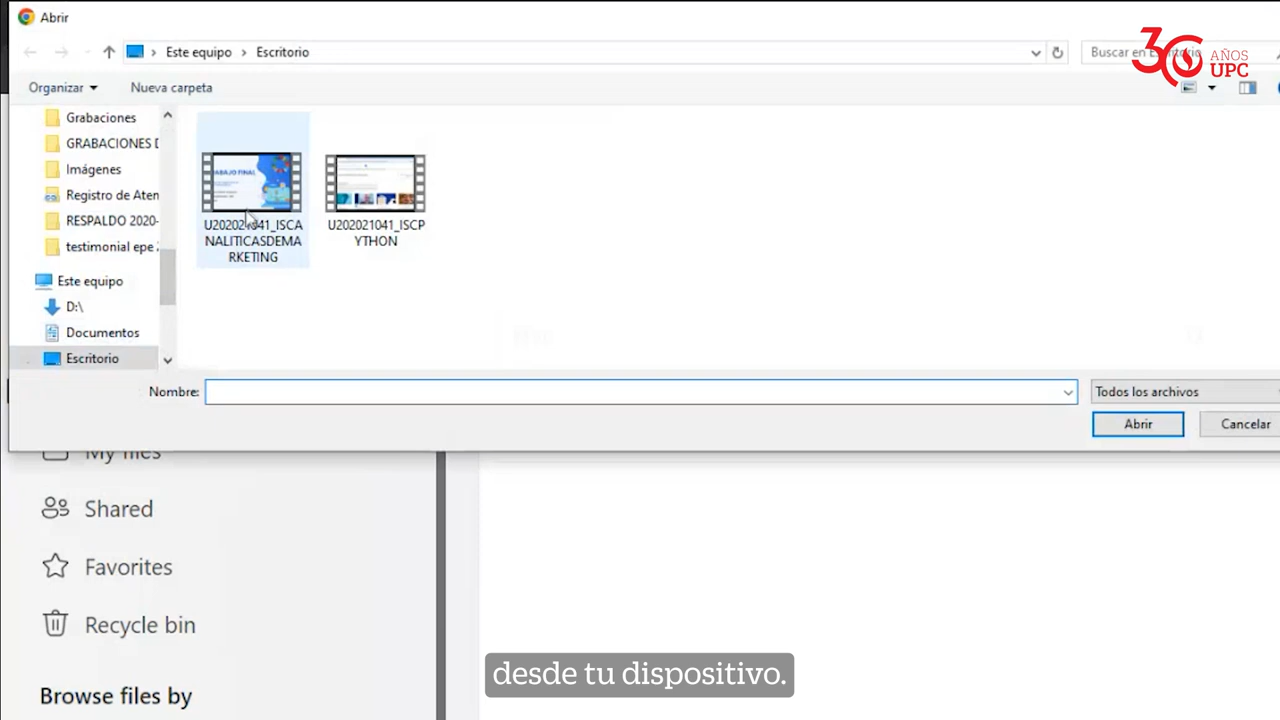 Abrir
Este equipo › Escritorio
Buscar en Escritorio
30 AÑOS
UPC
Organizar
Nueva carpeta
Grabaciones
GRABACIONES
Imágenes
Registro de Aten
RESPALDO 2020-
testimonial epe
Este equipo
D:\
Documentos
Escritorio
TRABAJO FINAL
U202021041_ISCA
NALITICASDEMA
RKETING
U202021041_ISCP
YTHON
Nombre:
Todos los archivos
Abrir
Cancelar
My files
Shared
Favorites
Recycle bin
Browse files by
desde tu dispositivo.